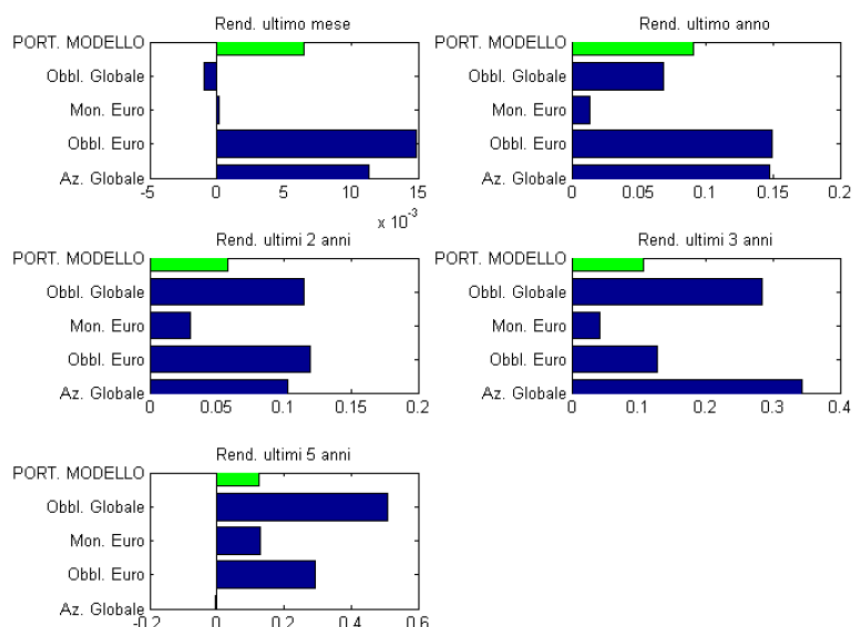 Rend. ultimo mese
PORT. MODELLO
Obbl. Globale
Mon. Euro
Obbl. Euro
Az. Globale
-5 0 5 10 15
x 10^-3
Rend. ultimo anno
PORT. MODELLO
Obbl. Globale
Mon. Euro
Obbl. Euro
Az. Globale
0 0.05 0.1 0.15 0.2
Rend. ultimi 2 anni
PORT. MODELLO
Obbl. Globale
Mon. Euro
Obbl. Euro
Az. Globale
0 0.05 0.1 0.15 0.2
Rend. ultimi 3 anni
PORT. MODELLO
Obbl. Globale
Mon. Euro
Obbl. Euro
Az. Globale
0 0.1 0.2 0.3 0.4
Rend. ultimi 5 anni
PORT. MODELLO
Obbl. Globale
Mon. Euro
Obbl. Euro
Az. Globale
-0.2 0 0.2 0.4 0.6